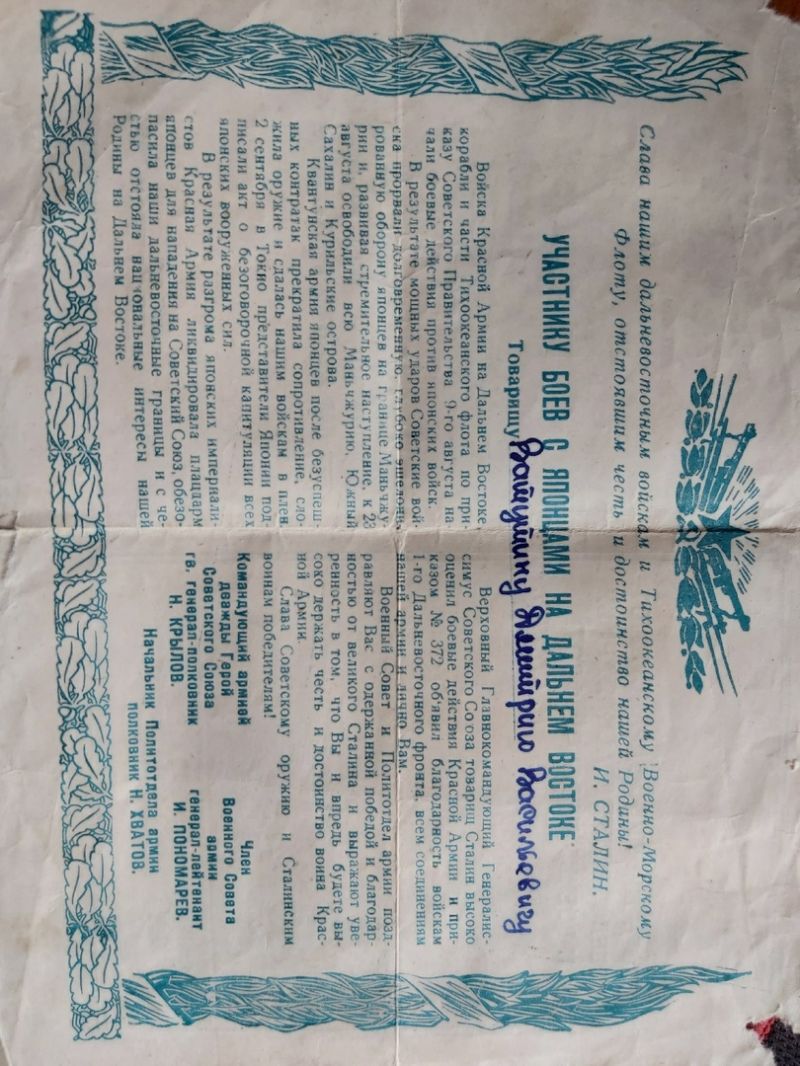 Слава нашим дальневосточным войскам и Тихоокеанскому Военно-Морскому
Флоту, отстоявшим честь и достоинство нашей Родины!
И. СТАЛИН.
УЧАСТНИКУ БОЕВ С ЯПОНЦАМИ НА ДАЛЬНЕМ ВОСТОКЕ
Товарищу Ватутину Дмитрию Васильевичу
Войска Красной Армии на Дальнем Востоке,
корабли и части Тихоокеанского флота по при-
казу Советского Правительства 9-го августа на-
чали боевые действия против японских войск.
В результате мощных ударов Советские вой-
ска прорвали долговременную, глубоко эшелони-
рованную оборону японцев на границе Маньчжу-
рии и, развивая стремительное наступление, к 23
августа освободили всю Маньчжурию, Южный
Сахалин и Курильские острова.
Квантунская армия японцев после безуспеш-
ных контратак прекратила сопротивление, сло-
жила оружие и сдалась нашим войскам в плен.
2 сентября в Токио представители Японии под-
писали акт о безоговорочной капитуляции всех
японских вооруженных сил.
В результате разгрома японских империали-
стов Красная Армия ликвидировала плацдарм
японцев для нападения на Советский Союз, обезо-
пасила наши дальневосточные границы и с че-
стью отстояла национальные интересы нашей
Родины на Дальнем Востоке.
Верховный Главнокомандующий Генералис-
симус Советского Союза товарищ Сталин высоко
оценил боевые действия Красной Армии и при-
казом № 372 об'явил благодарность войскам
1-го Дальневосточного фронта, всем соединениям
нашей армии и лично Вам.
Военный Совет и Политотдел армии позд-
равляют Вас с одержанной победой и благодар-
ностью от великого Сталина и выражают уве-
ренность в том, что Вы и впредь будете вы-
соко держать честь и достоинство воина Крас-
ной Армии.
Слава Советскому оружию и Сталинским
воинам победителям!
Командующий армией
дважды Герой
Советского Союза
гв. генерал-полковник
Н. КРЫЛОВ.
Член
Военного Совета
армии
генерал-лейтенант
И. ПОНОМАРЕВ.
Начальник Политотдела армии
полковник Н. ХВАТОВ.